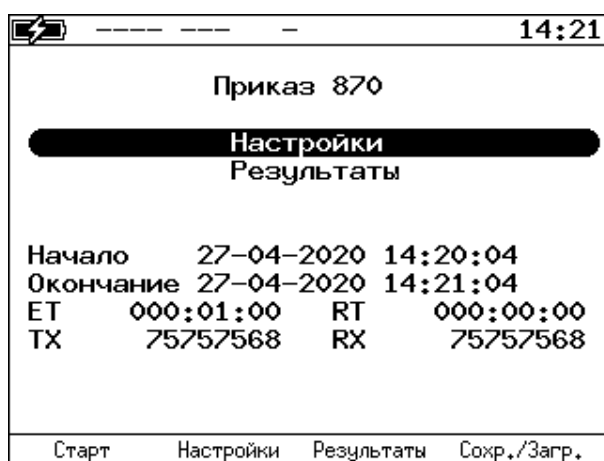 ---- --- - 14:21
Приказ 870
Настройки
Результаты
Начало 27-04-2020 14:20:04
Окончание 27-04-2020 14:21:04
ET 000:01:00 RT 000:00:00
TX 75757568 RX 75757568
Старт Настройки Результаты Сохр./Загр.